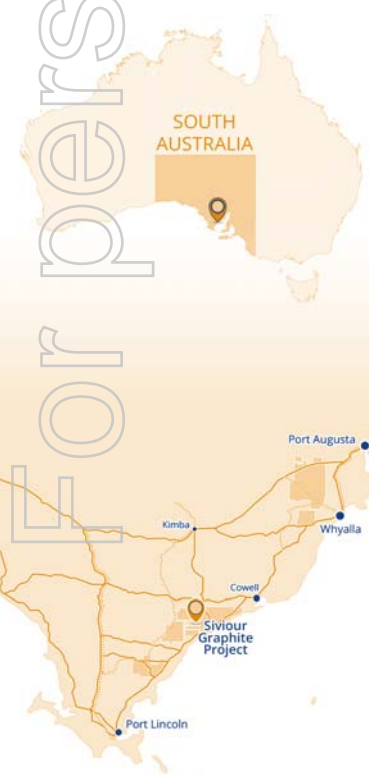 SOUTH
AUSTRALIA
Port Augusta
Whyalla
Kimba
Cowell
Siviour
Graphite
Project
Port Lincoln
For pers